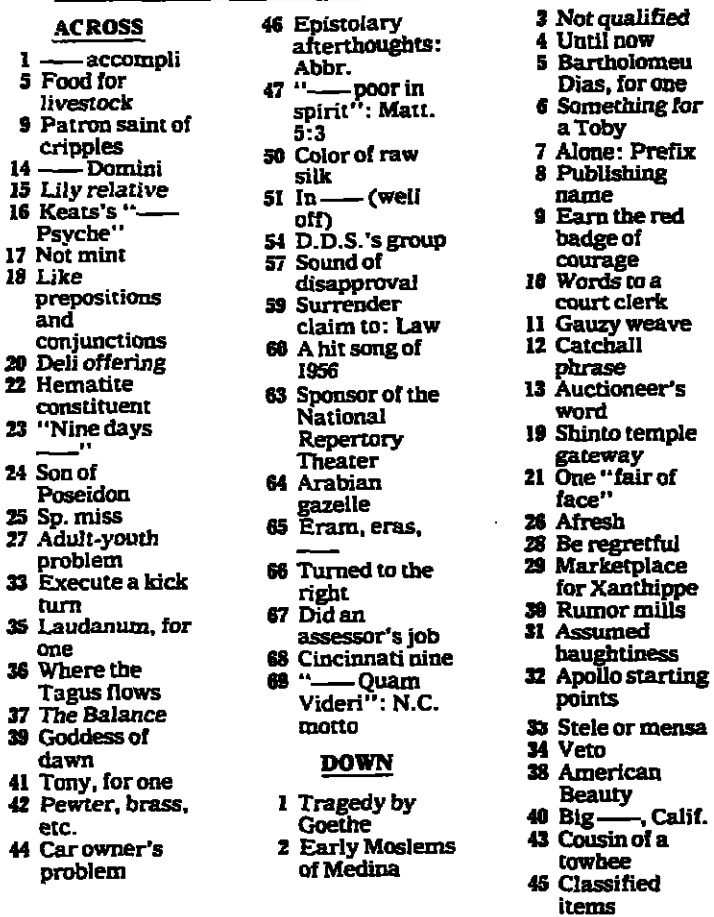 ACROSS
1 —— accompli
5 Food for
livestock
9 Patron saint of
cripples
14 —— Domini
15 Lily relative
16 Keats's "——
Psyche"
17 Not mint
18 Like
prepositions
and
conjunctions
20 Deli offering
22 Hematite
constituent
23 "Nine days
——"
24 Son of
Poseidon
25 Sp. miss
27 Adult-youth
problem
33 Execute a kick
turn
35 Laudanum, for
one
36 Where the
Tagus flows
37 The Balance
39 Goddess of
dawn
41 Tony, for one
42 Pewter, brass,
etc.
44 Car owner's
problem
46 Epistolary
afterthoughts:
Abbr.
47 "—— poor in
spirit": Matt.
5:3
50 Color of raw
silk
51 In —— (well
off)
54 D.D.S.'s group
57 Sound of
disapproval
59 Surrender
claim to: Law
60 A hit song of
1956
63 Sponsor of the
National
Repertory
Theater
64 Arabian
gazelle
65 Eram, eras,
——
66 Turned to the
right
67 Did an
assessor's job
68 Cincinnati nine
69 "—— Quam
Videri": N.C.
motto
DOWN
1 Tragedy by
Goethe
2 Early Moslems
of Medina
3 Not qualified
4 Until now
5 Bartholomeu
Dias, for one
6 Something for
a Toby
7 Alone: Prefix
8 Publishing
name
9 Earn the red
badge of
courage
10 Words to a
court clerk
11 Gauzy weave
12 Catchall
phrase
13 Auctioneer's
word
19 Shinto temple
gateway
21 One "fair of
face"
26 Afresh
28 Be regretful
29 Marketplace
for Xanthippe
30 Rumor mills
31 Assumed
haughtiness
32 Apollo starting
points
33 Stele or mensa
34 Veto
38 American
Beauty
40 Big ——, Calif.
43 Cousin of a
towhee
45 Classified
items